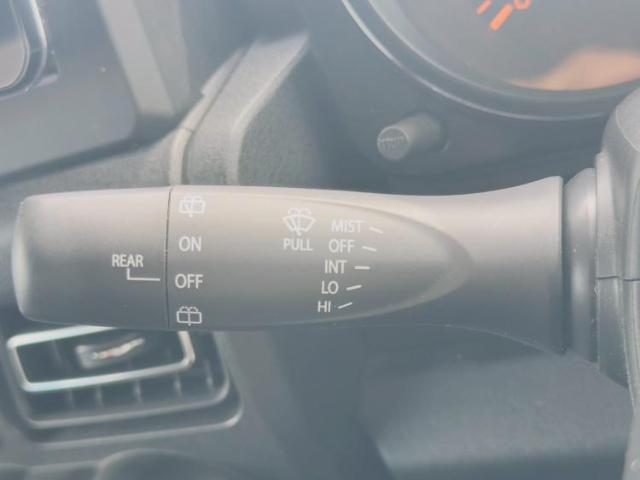 MIST
OFF
INT
LO
HI
PULL
ON
OFF
REAR